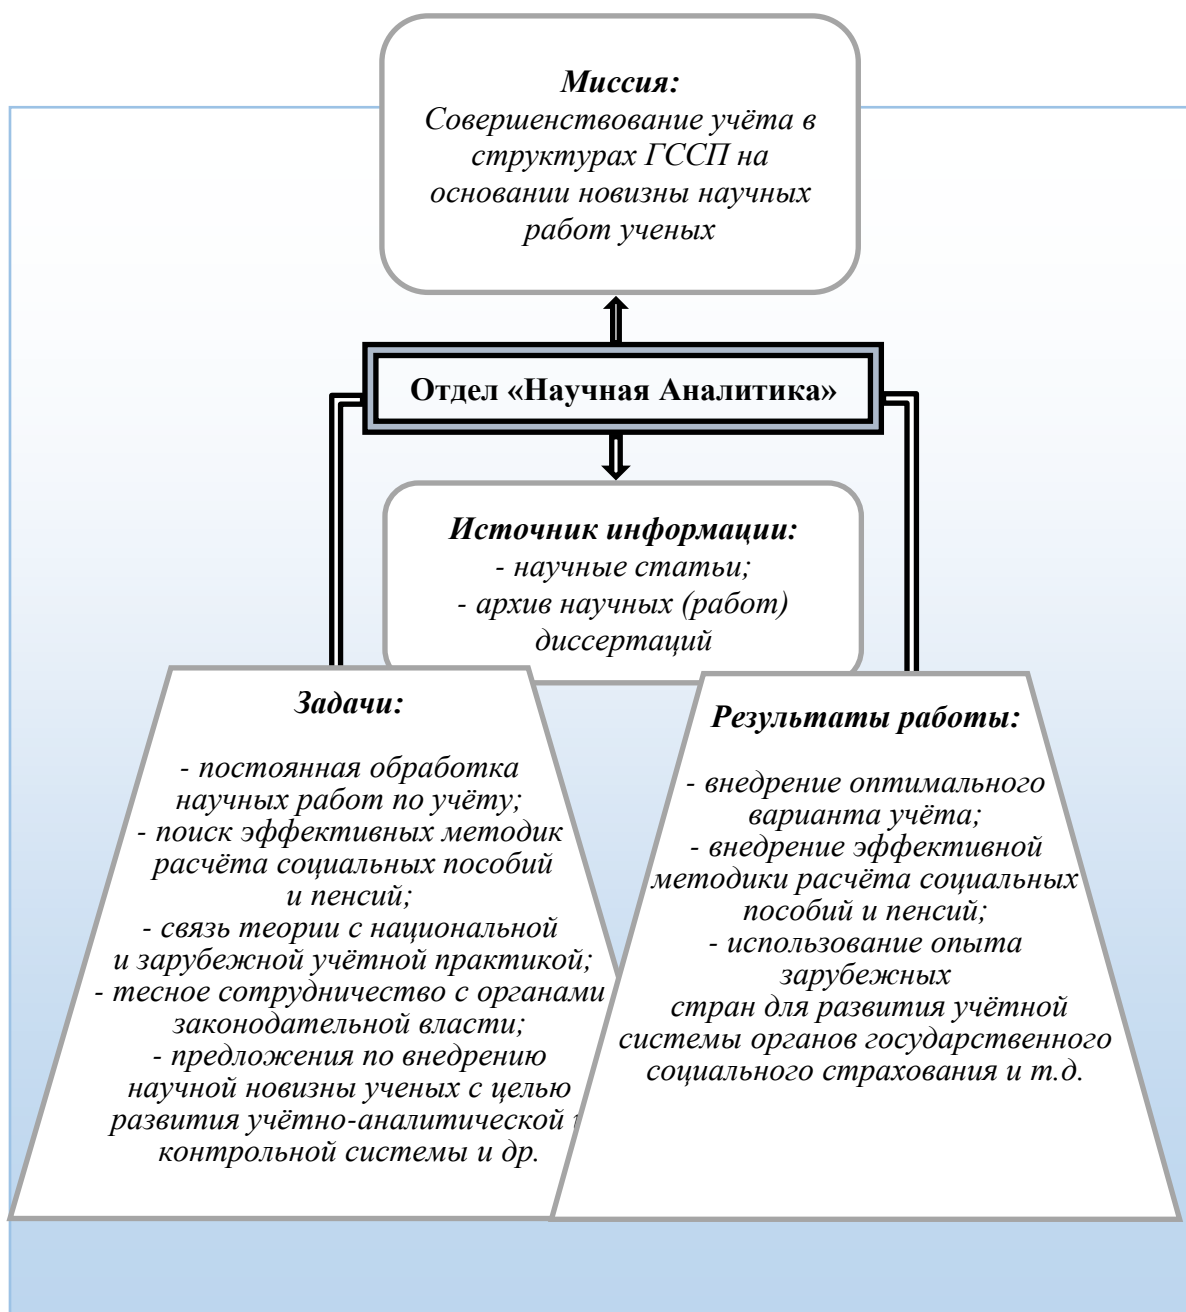 Миссия:
Совершенствование учёта в
структурах ГССП на
основании новизны научных
работ ученых
Отдел «Научная Аналитика»
Источник информации:
- научные статьи;
- архив научных (работ)
диссертаций
Задачи:
- постоянная обработка
научных работ по учёту;
- поиск эффективных методик
расчёта социальных пособий
и пенсий;
- связь теории с национальной
и зарубежной учётной практикой;
- тесное сотрудничество с органами
законодательной власти;
- предложения по внедрению
научной новизны ученых с целью
развития учётно-аналитической
контрольной системы и др.
Результаты работы:
- внедрение оптимального
варианта учёта;
- внедрение эффективной
методики расчёта социальных
пособий и пенсий;
- использование опыта
зарубежных
стран для развития учётной
системы органов государственного
социального страхования и т.д.